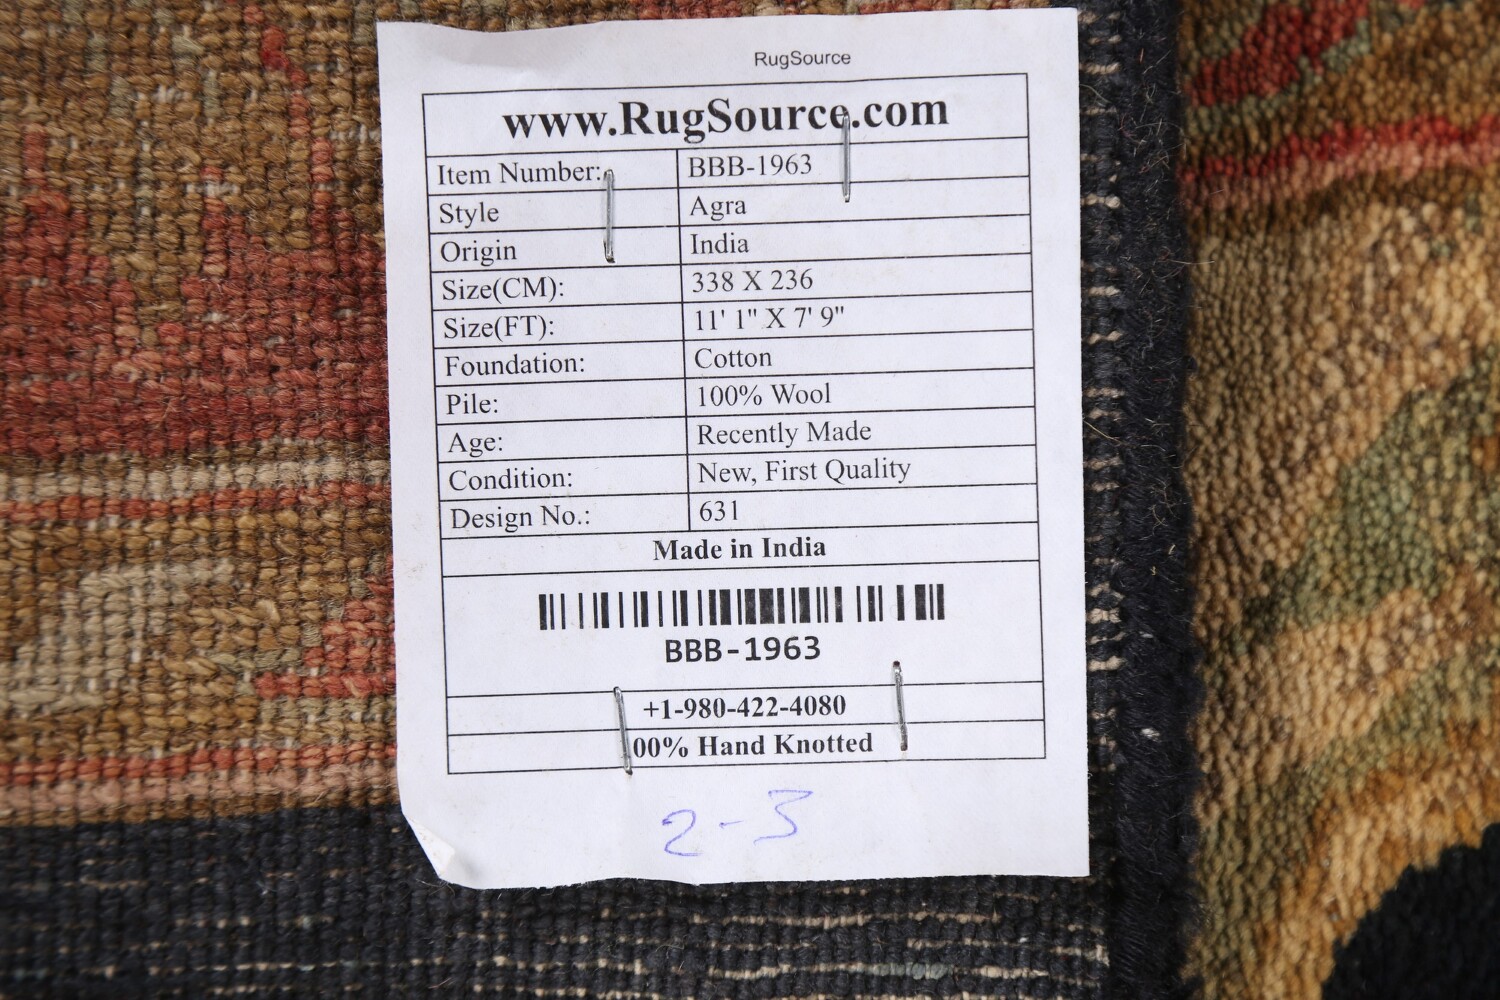 RugSource
www.RugSource.com
Item Number: BBB-1963
Style Agra
Origin India
Size(CM): 338 X 236
Size(FT): 11' 1" X 7' 9"
Foundation: Cotton
Pile: 100% Wool
Age: Recently Made
Condition: New, First Quality
Design No.: 631
Made in India
BBB-1963
+1-980-422-4080
00% Hand Knotted
2-3